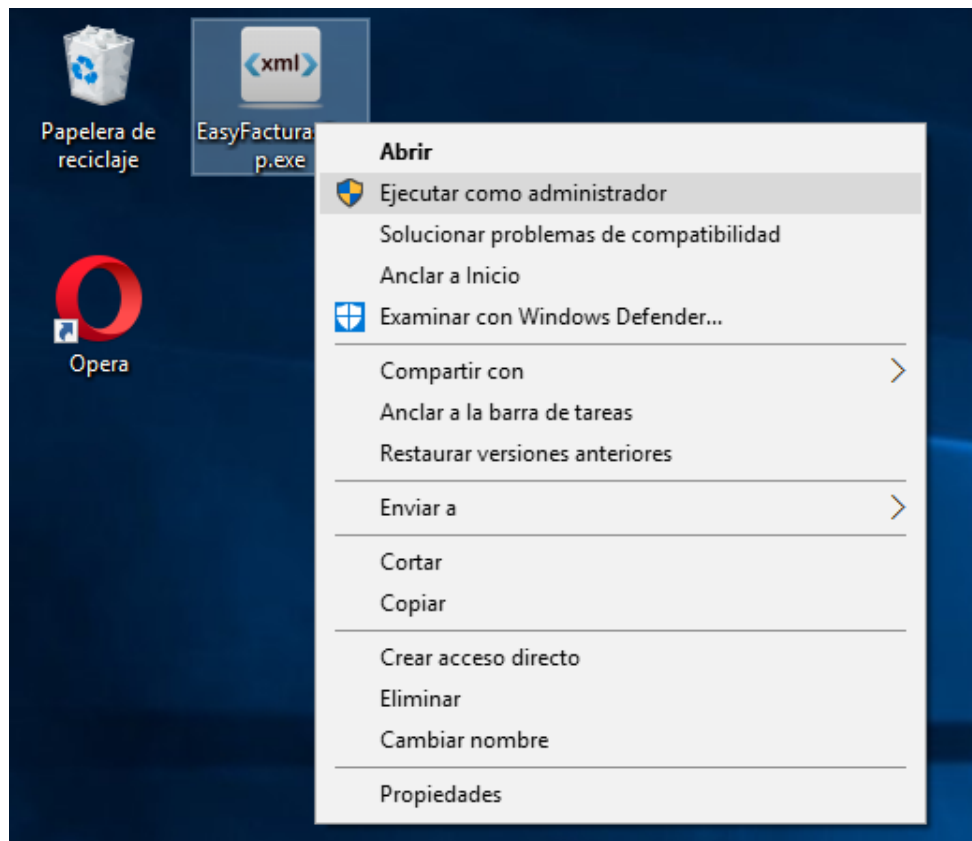 Papelera de
reciclaje
<xml>
EasyFactura
p.exe
Opera
Abrir
Ejecutar como administrador
Solucionar problemas de compatibilidad
Anclar a Inicio
Examinar con Windows Defender...
Compartir con
Anclar a la barra de tareas
Restaurar versiones anteriores
Enviar a
Cortar
Copiar
Crear acceso directo
Eliminar
Cambiar nombre
Propiedades